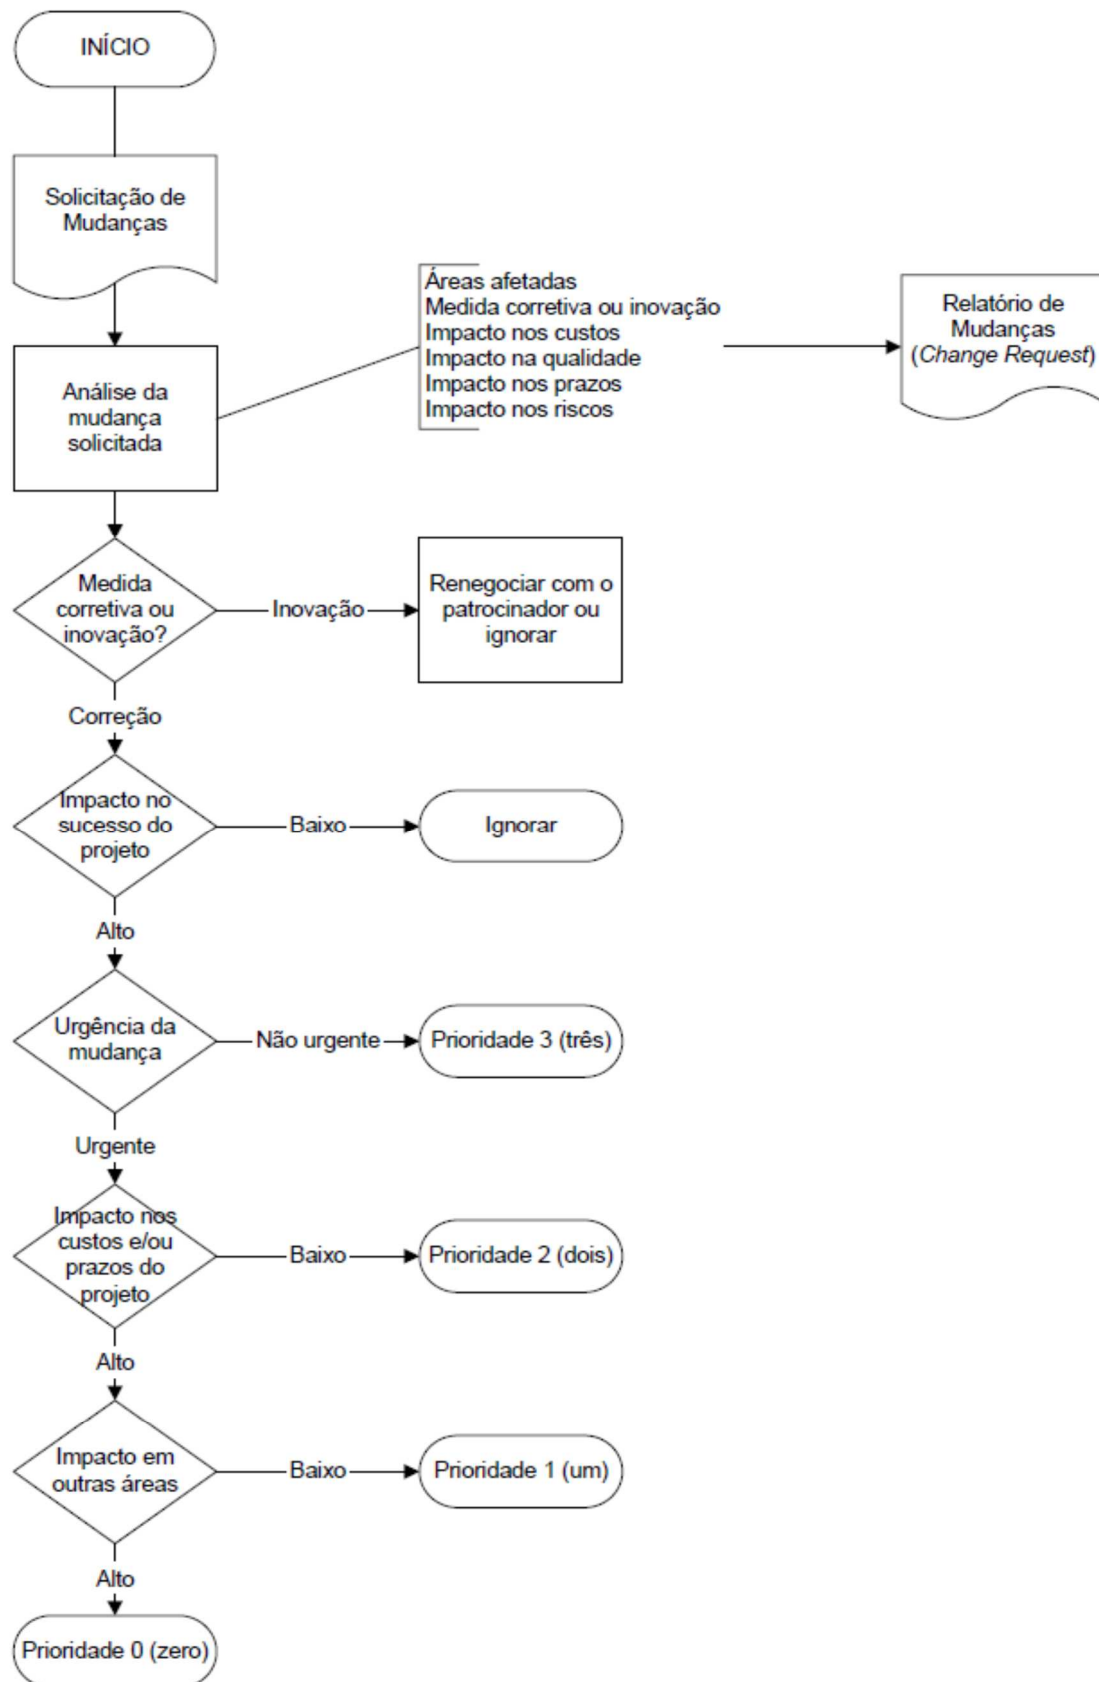 INÍCIO
Solicitação de
Mudanças
Áreas afetadas
Medida corretiva ou inovação
Impacto nos custos
Impacto na qualidade
Impacto nos prazos
Impacto nos riscos
Relatório de
Mudanças
(Change Request)
Análise da
mudança
solicitada
Medida
corretiva ou
inovação?
Inovação
Renegociar com o
patrocinador ou
ignorar
Correção
Impacto no
sucesso do
projeto
Baixo
Ignorar
Alto
Urgência da
mudança
Não urgente
Prioridade 3 (três)
Urgente
Impacto nos
custos e/ou
prazos do
projeto
Baixo
Prioridade 2 (dois)
Alto
Impacto em
outras áreas
Baixo
Prioridade 1 (um)
Alto
Prioridade 0 (zero)